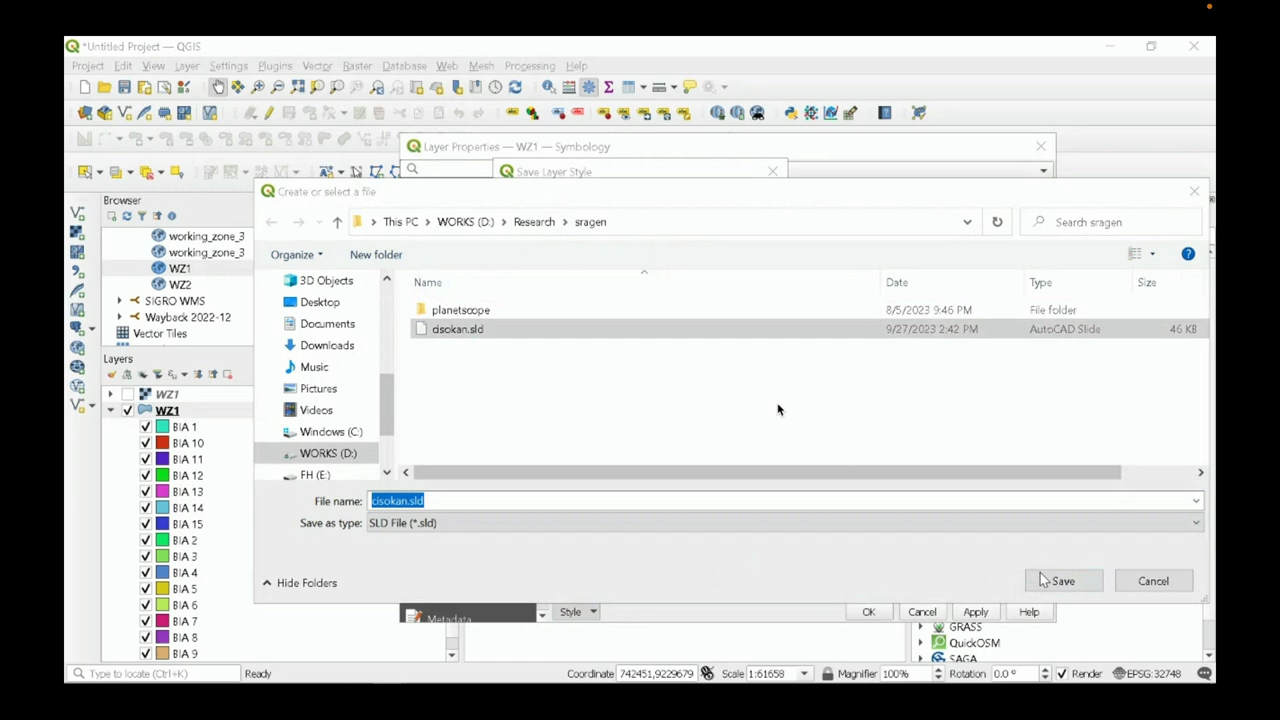 *Untitled Project — QGIS
Project Edit View Layer Settings Plugins Vector Raster Database Web Mesh Processing Help
Layer Properties — WZ1 — Symbology
Save Layer Style
Create or select a file
This PC > WORKS (D:) > Research > sragen
Search sragen
Organize
New folder
Name
Date
Type
Size
planetscope
8/5/2023 9:46 PM
File folder
cisokan.sld
9/27/2023 2:42 PM
AutoCAD Slide
46 KB
3D Objects
Desktop
Documents
Downloads
Music
Pictures
Videos
Windows (C:)
WORKS (D:)
FH (E:)
File name: cisokan.sld
Save as type: SLD File (*.sld)
Hide Folders
Save
Cancel
Browser
working_zone_3
working_zone_3
WZ1
WZ2
SIGRO WMS
Wayback 2022-12
Vector Tiles
Layers
WZ1
WZ1
BIA 1
BIA 10
BIA 11
BIA 12
BIA 13
BIA 14
BIA 15
BIA 2
BIA 3
BIA 4
BIA 5
BIA 6
BIA 7
BIA 8
BIA 9
Metadata
Style
OK
Cancel
Apply
Help
GRASS
QuickOSM
SAGA
Type to locate (Ctrl+K)
Ready
Coordinate 742451,9229679
Scale 1:61658
Magnifier 100%
Rotation 0.0 °
Render
EPSG:32748